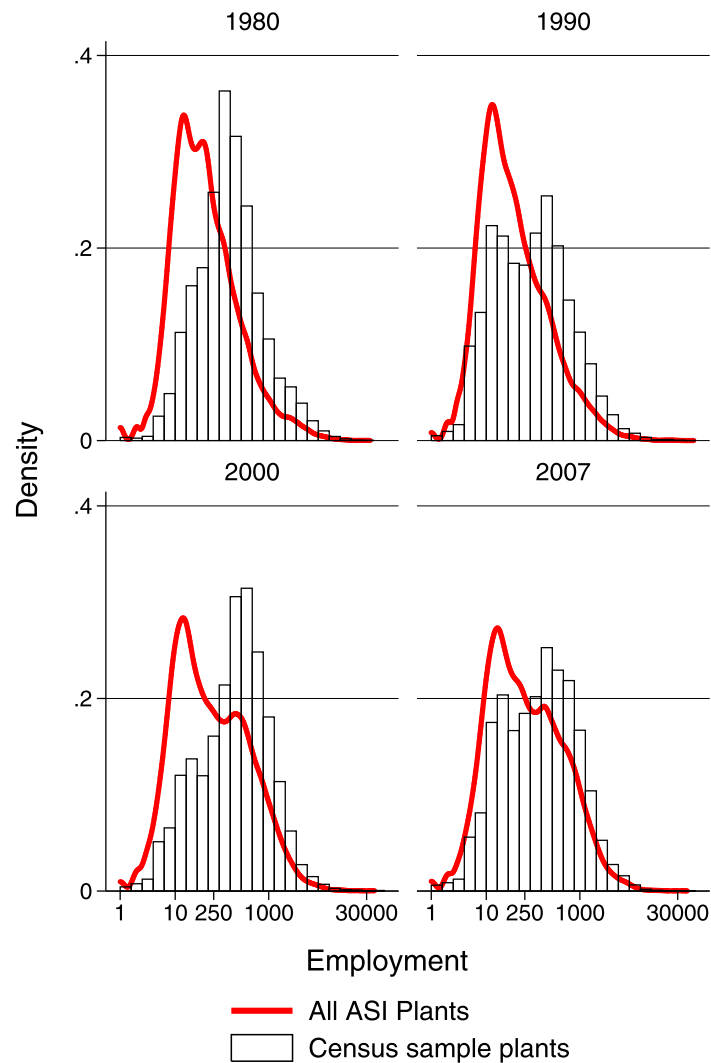 1980 1990
.4
.2
0
2000 2007
.4
.2
0
Density
1 10 250 1000 30000 1 10 250 1000 30000
Employment
All ASI Plants
Census sample plants